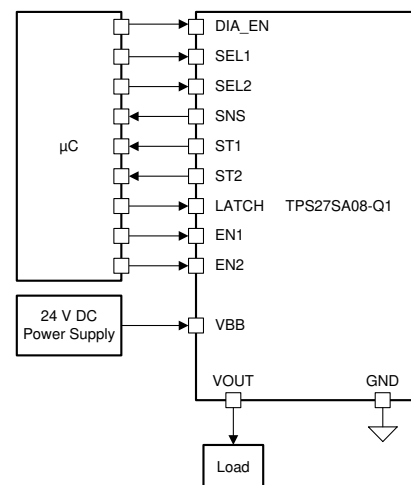 DIA_EN
SEL1
SEL2
SNS
µC
ST1
ST2
LATCH TPS27SA08-Q1
EN1
EN2
24 V DC
Power Supply
VBB
VOUT
GND
Load